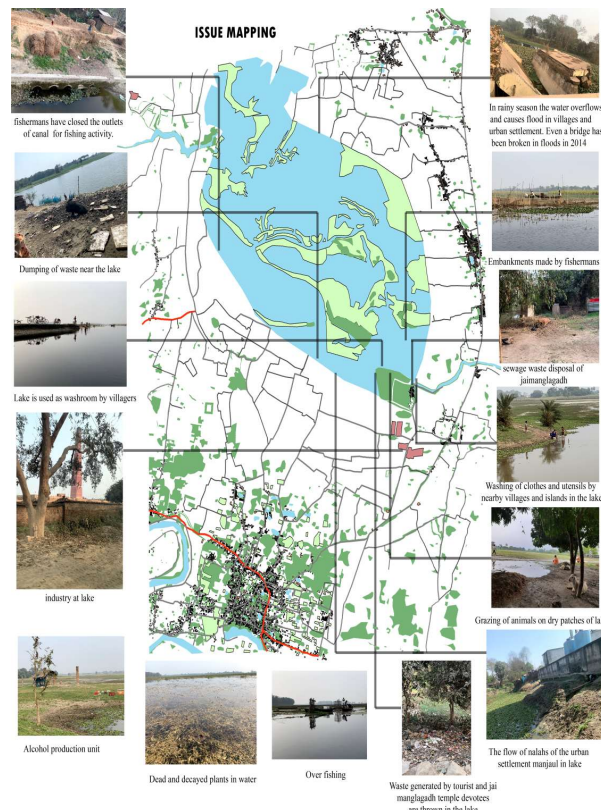 ISSUE MAPPING
fishermans have closed the outlets
of canal for fishing activity.
In rainy season the water overflows
and causes flood in villages and
urban settlement. Even a bridge has
been broken in floods in 2014
Dumping of waste near the lake
Embankments made by fishermans
sewage waste disposal of
jaimanglagadh
Lake is used as washroom by villagers
Washing of clothes and utensils by
nearby villages and islands in the lake
industry at lake
Grazing of animals on dry patches of la
Alcohol production unit
Dead and decayed plants in water
Over fishing
The flow of nalahs of the urban
settlement manjaul in lake
Waste generated by tourist and jai
manglagadh temple devotees
are thrown in the lake